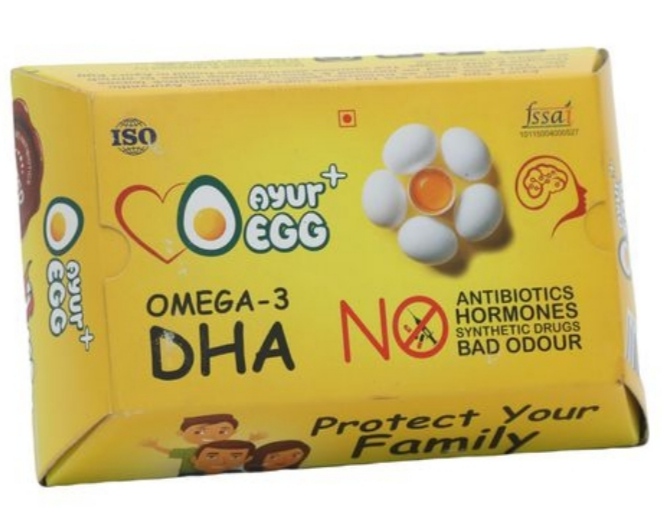 ISO
fssai
10115004000527
Ayur+
EGG
Ayur+
EGG
OMEGA-3
DHA
NO
ANTIBIOTICS
HORMONES
SYNTHETIC DRUGS
BAD ODOUR
Protect Your
Family